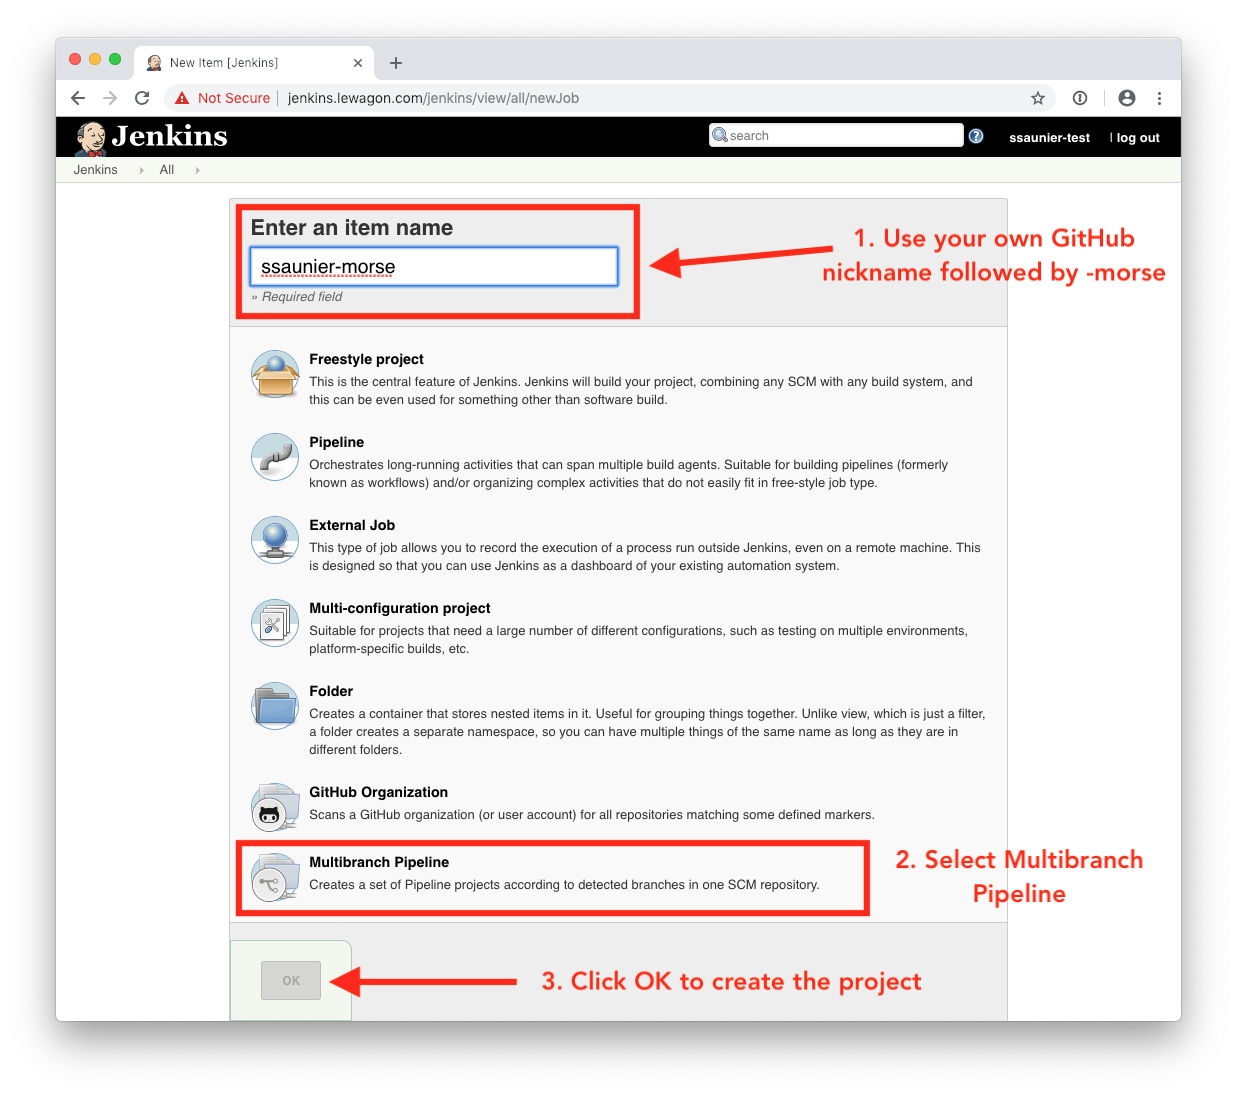 New Item [Jenkins]
Not Secure | jenkins.lewagon.com/jenkins/view/all/newJob
Jenkins
search
ssaunier-test
| log out
Jenkins
All
Enter an item name
ssaunier-morse
» Required field
1. Use your own GitHub
nickname followed by -morse
Freestyle project
This is the central feature of Jenkins. Jenkins will build your project, combining any SCM with any build system, and
this can be even used for something other than software build.
Pipeline
Orchestrates long-running activities that can span multiple build agents. Suitable for building pipelines (formerly
known as workflows) and/or organizing complex activities that do not easily fit in free-style job type.
External Job
This type of job allows you to record the execution of a process run outside Jenkins, even on a remote machine. This
is designed so that you can use Jenkins as a dashboard of your existing automation system.
Multi-configuration project
Suitable for projects that need a large number of different configurations, such as testing on multiple environments,
platform-specific builds, etc.
Folder
Creates a container that stores nested items in it. Useful for grouping things together. Unlike view, which is just a filter,
a folder creates a separate namespace, so you can have multiple things of the same name as long as they are in
different folders.
GitHub Organization
Scans a GitHub organization (or user account) for all repositories matching some defined markers.
Multibranch Pipeline
Creates a set of Pipeline projects according to detected branches in one SCM repository.
2. Select Multibranch
Pipeline
OK
3. Click OK to create the project